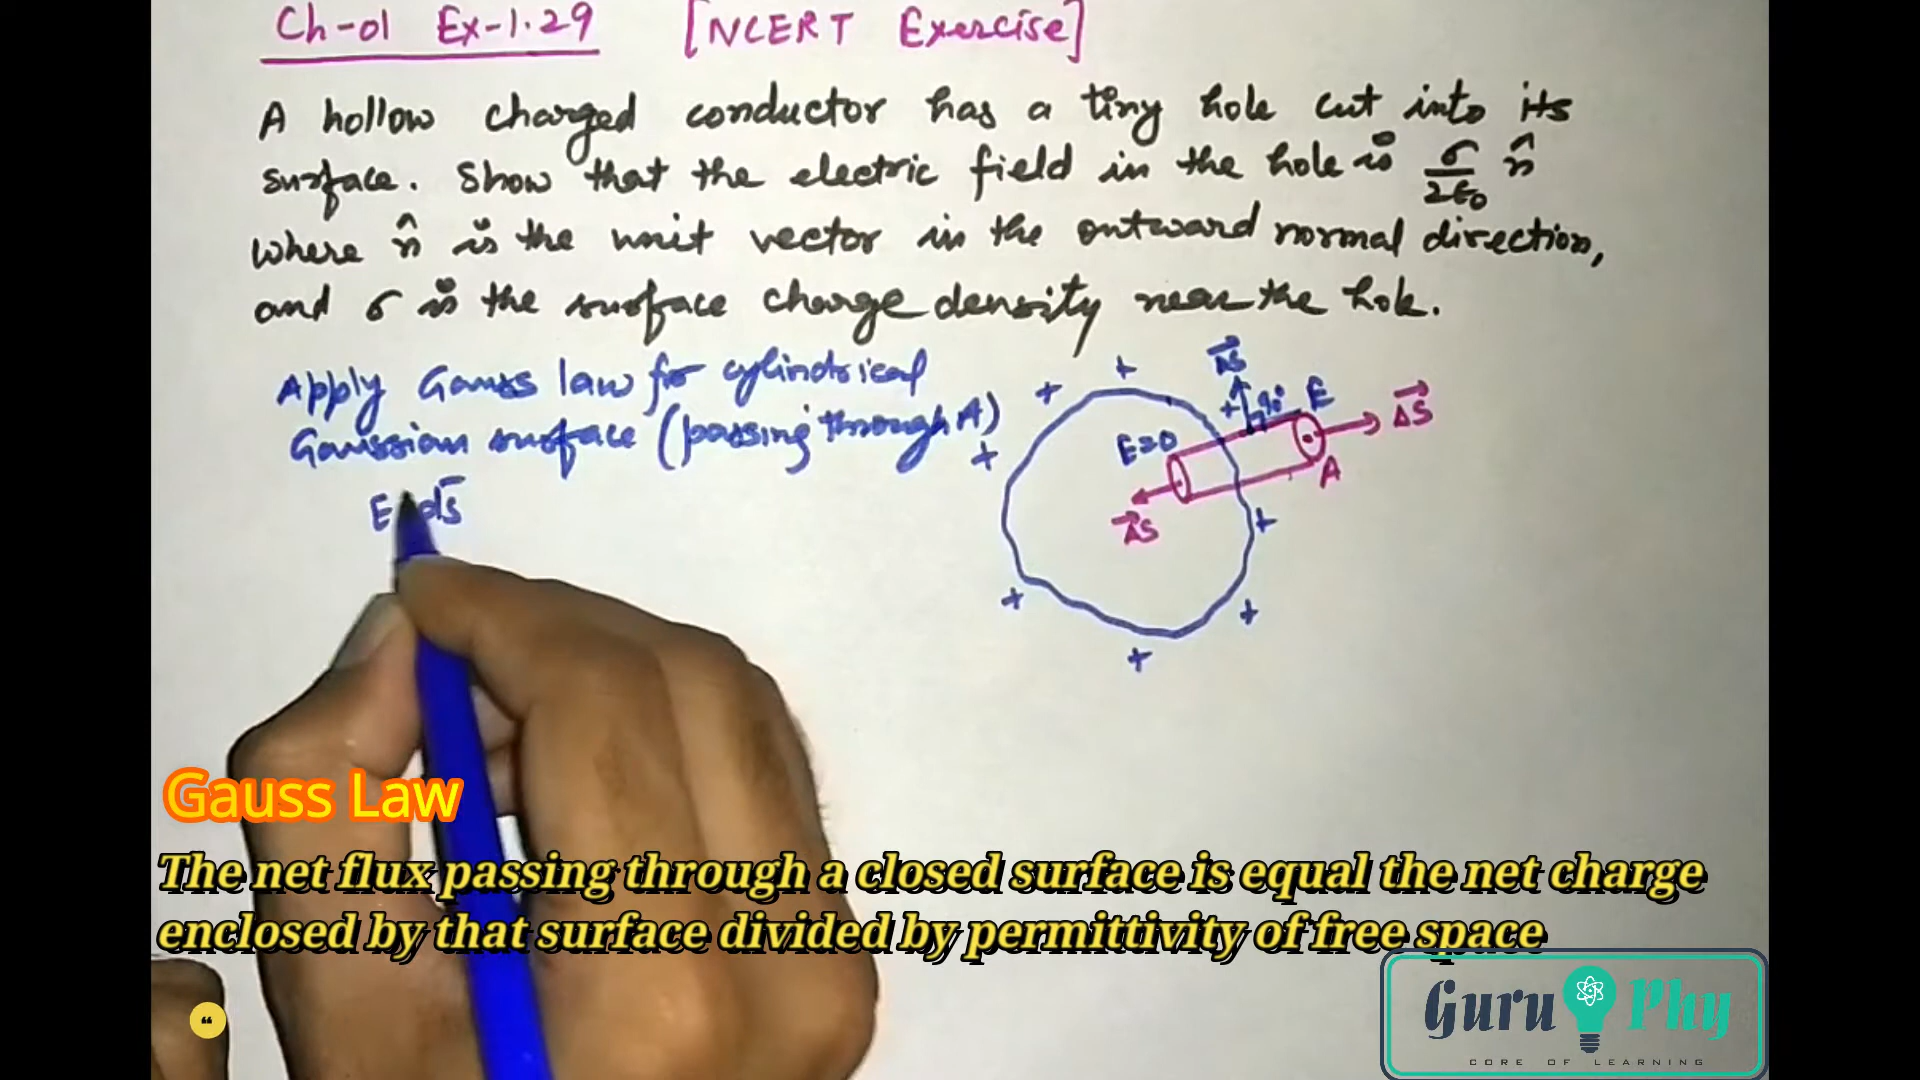 Ch-01 Ex-1.29 [NCERT Exercise]
A hollow charged conductor has a tiny hole cut into its
surface. Show that the electric field in the hole is σ/2ϵ₀ n̂
where n̂ is the unit vector in the outward normal direction,
and σ is the surface charge density near the hole.
Apply Gauss law for cylindrical
Gaussian surface (passing through A)
E ds
+ + + + + + + +
ΔS
90°
E
ΔS
E=0
A
ΔS
Gauss Law
The net flux passing through a closed surface is equal the net charge
enclosed by that surface divided by permittivity of free space
Guru Phy
CORE OF LEARNING